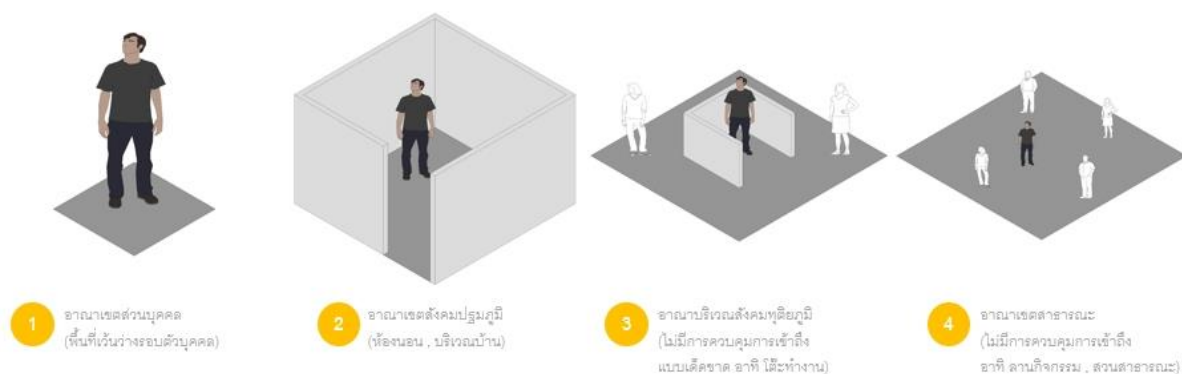 1
อาณาเขตส่วนบุคคล
(พื้นที่เว้นว่างรอบตัวบุคคล)
2
อาณาเขตสังคมปฐมภูมิ
(ห้องนอน , บริเวณบ้าน)
3
อาณาบริเวณสังคมทุติยภูมิ
(ไม่มีการควบคุมการเข้าถึง
แบบเด็ดขาด อาทิ โต๊ะทำงาน)
4
อาณาเขตสาธารณะ
(ไม่มีการควบคุมการเข้าถึง
อาทิ ลานกิจกรรม , สวนสาธารณะ)